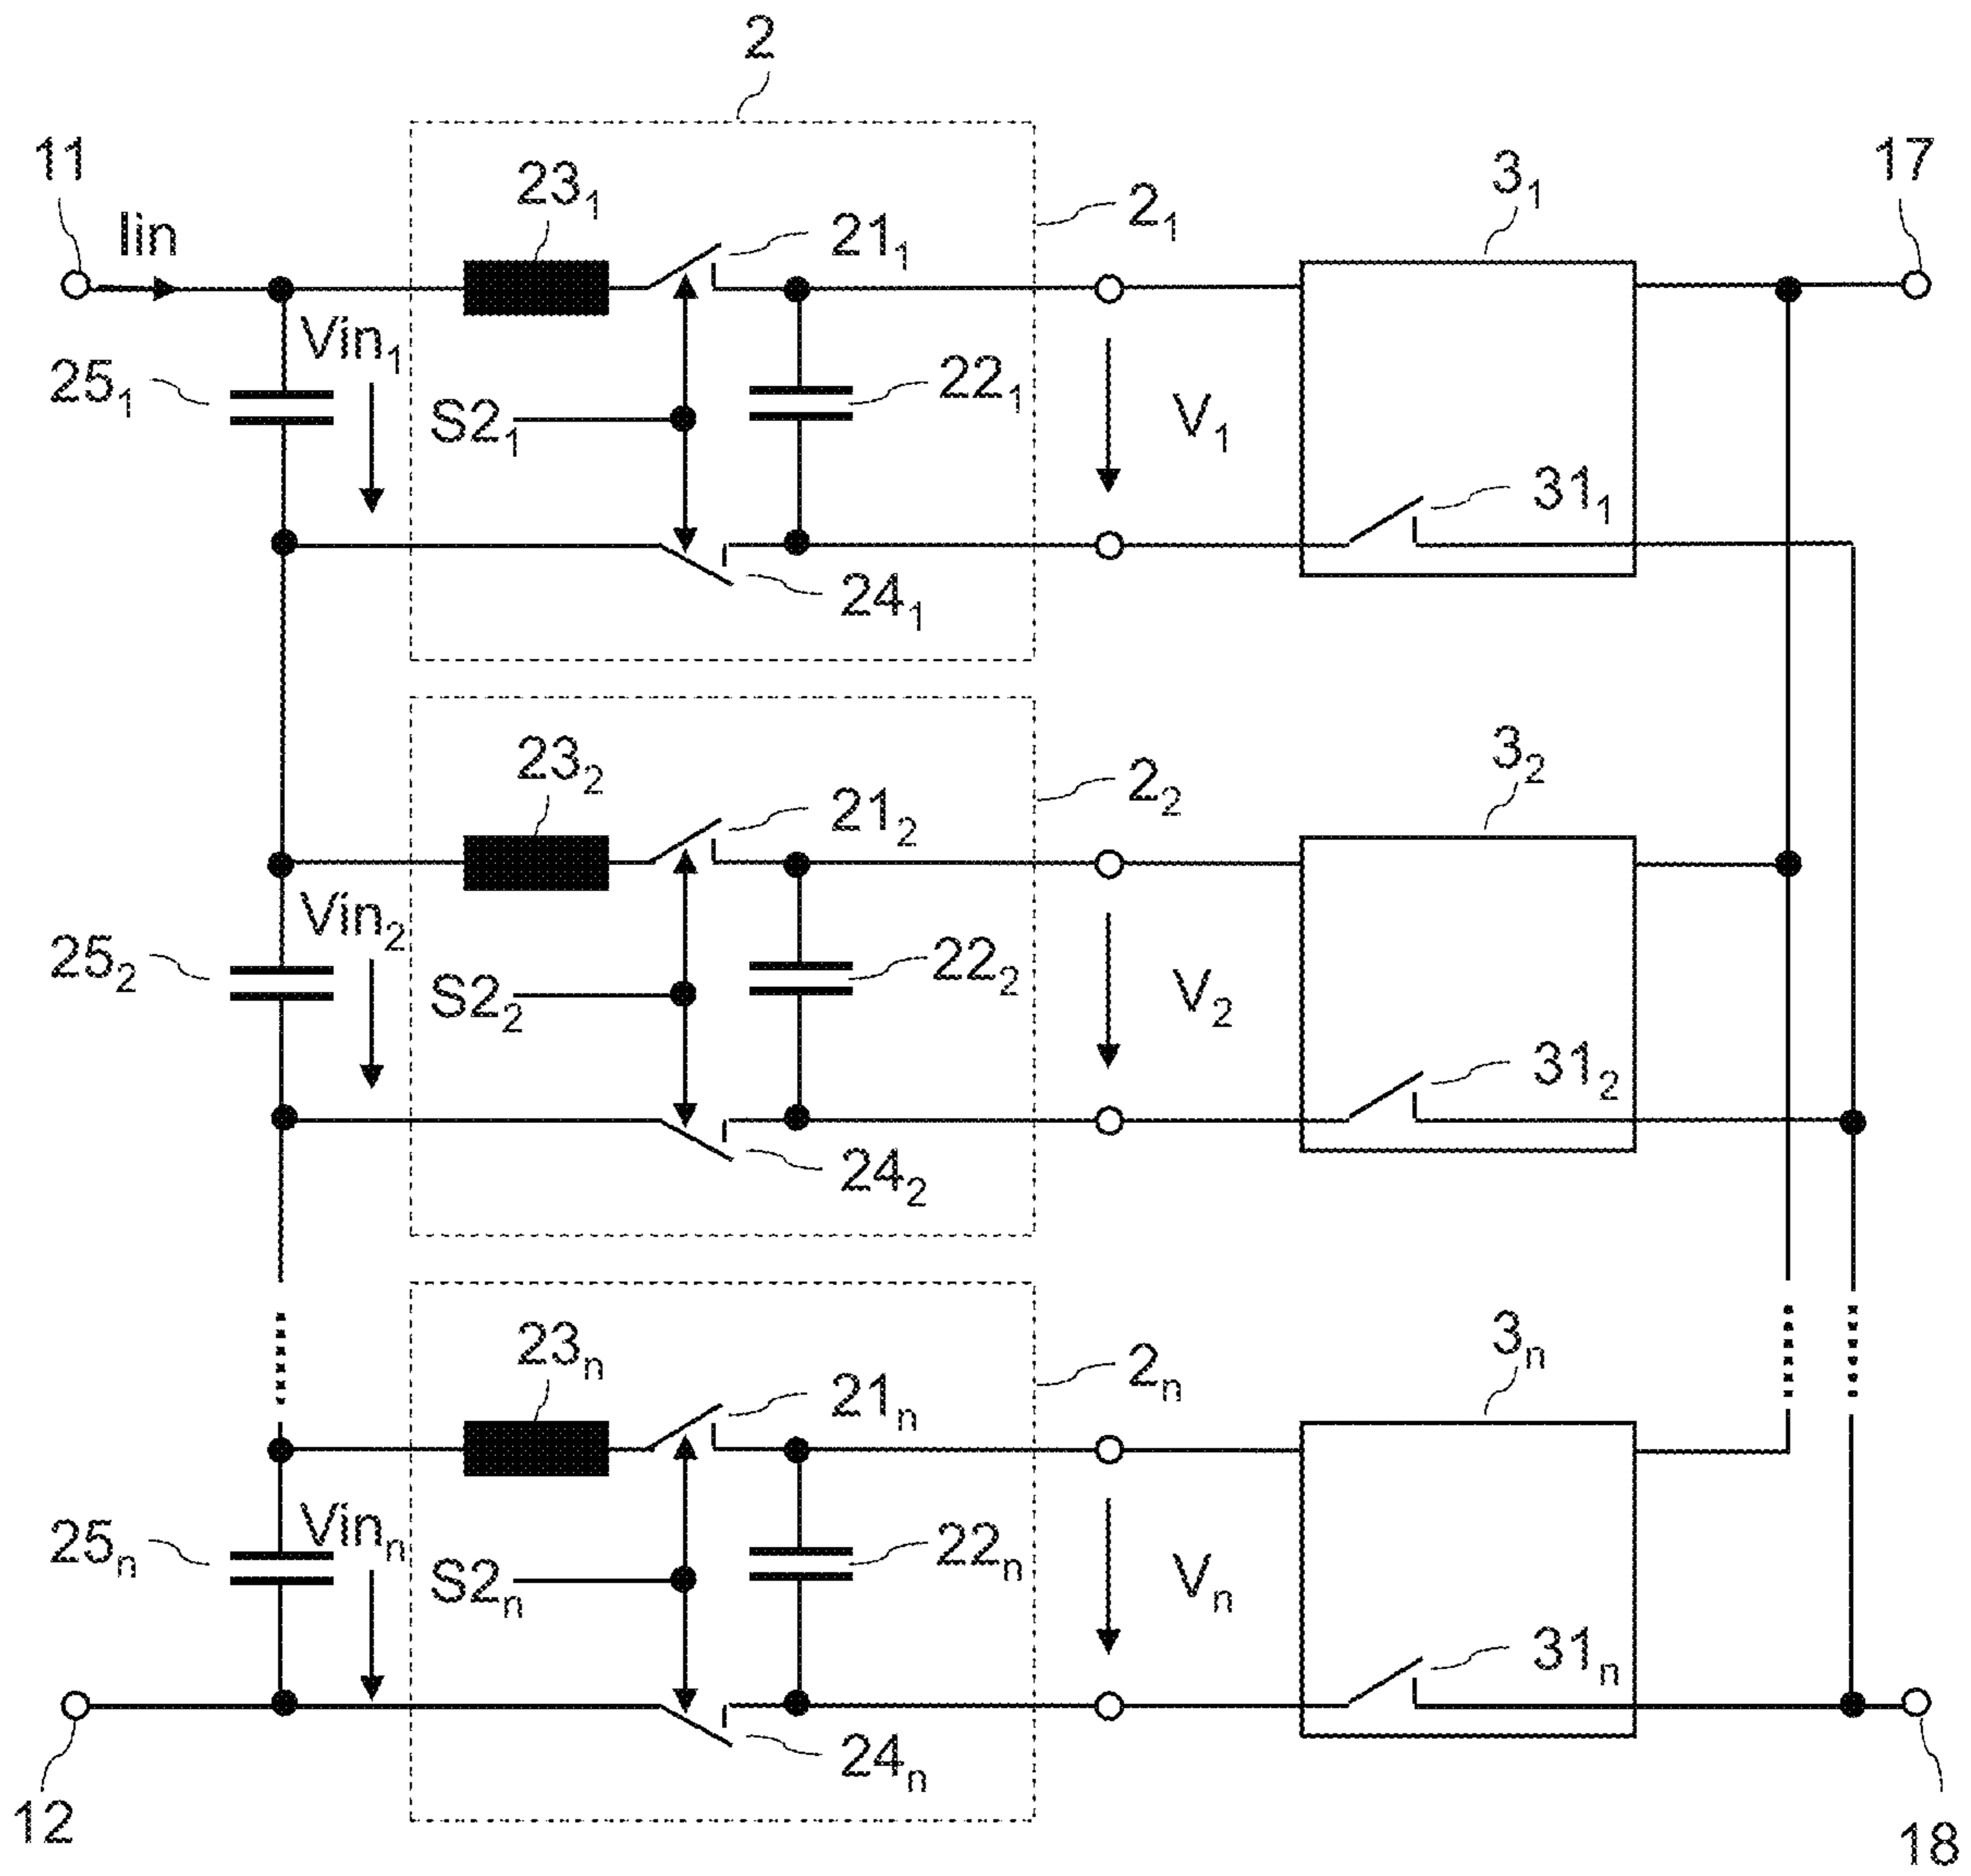 2
11
Iin
23₁
21₁
2₁
3₁
17
Vin₁
25₁
S2₁
22₁
V₁
31₁
24₁
23₂
21₂
2₂
3₂
Vin₂
25₂
S2₂
22₂
V₂
31₂
24₂
23ₙ
21ₙ
2ₙ
3ₙ
Vinₙ
25ₙ
S2ₙ
22ₙ
Vₙ
31ₙ
24ₙ
12
18